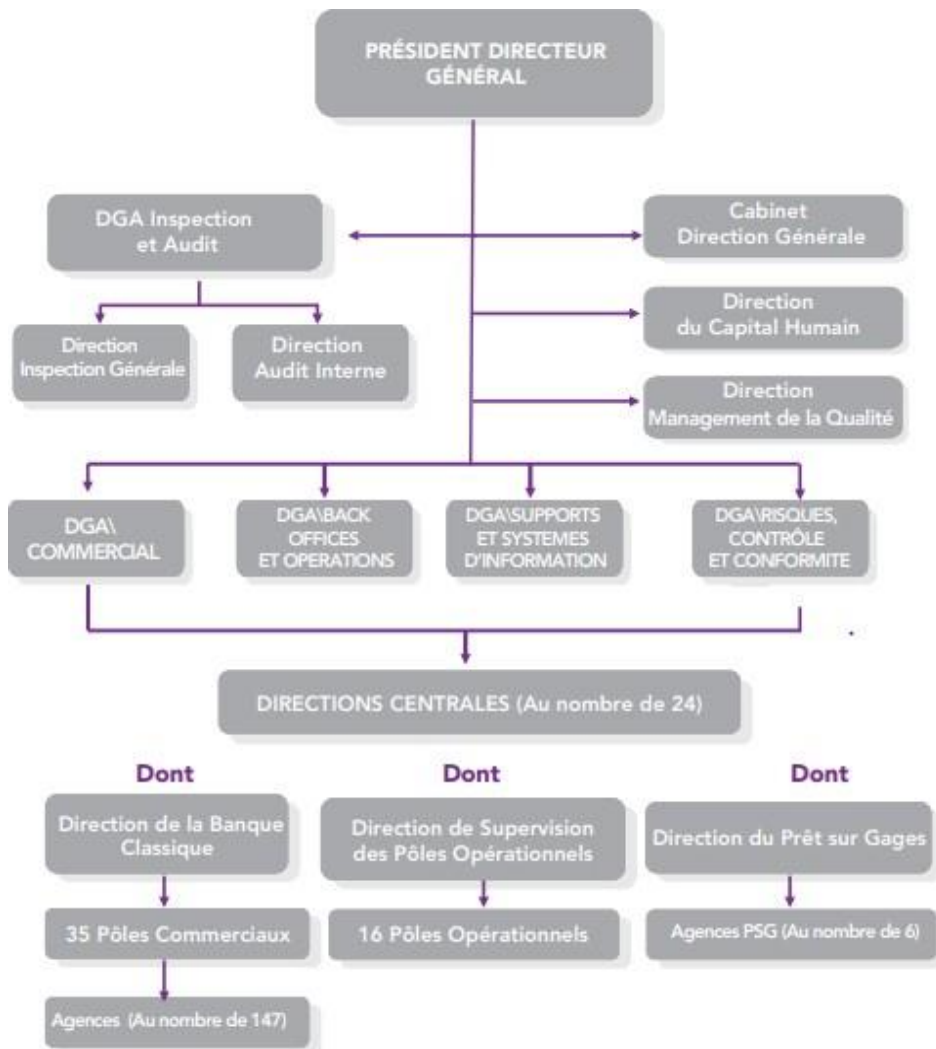 PRÉSIDENT DIRECTEUR
GÉNÉRAL
DGA Inspection
et Audit
Cabinet
Direction Générale
Direction
Inspection Générale
Direction
Audit Interne
Direction
du Capital Humain
Direction
Management de la Qualité
DGA\
COMMERCIAL
DGA\BACK
OFFICES
ET OPERATIONS
DGA\SUPPORTS
ET SYSTEMES
D'INFORMATION
DGA\RISQUES,
CONTRÔLE
ET CONFORMITE
DIRECTIONS CENTRALES (Au nombre de 24)
Dont
Dont
Dont
Direction de la Banque
Classique
Direction de Supervision
des Pôles Opérationnels
Direction du Prêt sur Gages
35 Pôles Commerciaux
16 Pôles Opérationnels
Agences PSG (Au nombre de 6)
Agences (Au nombre de 147)